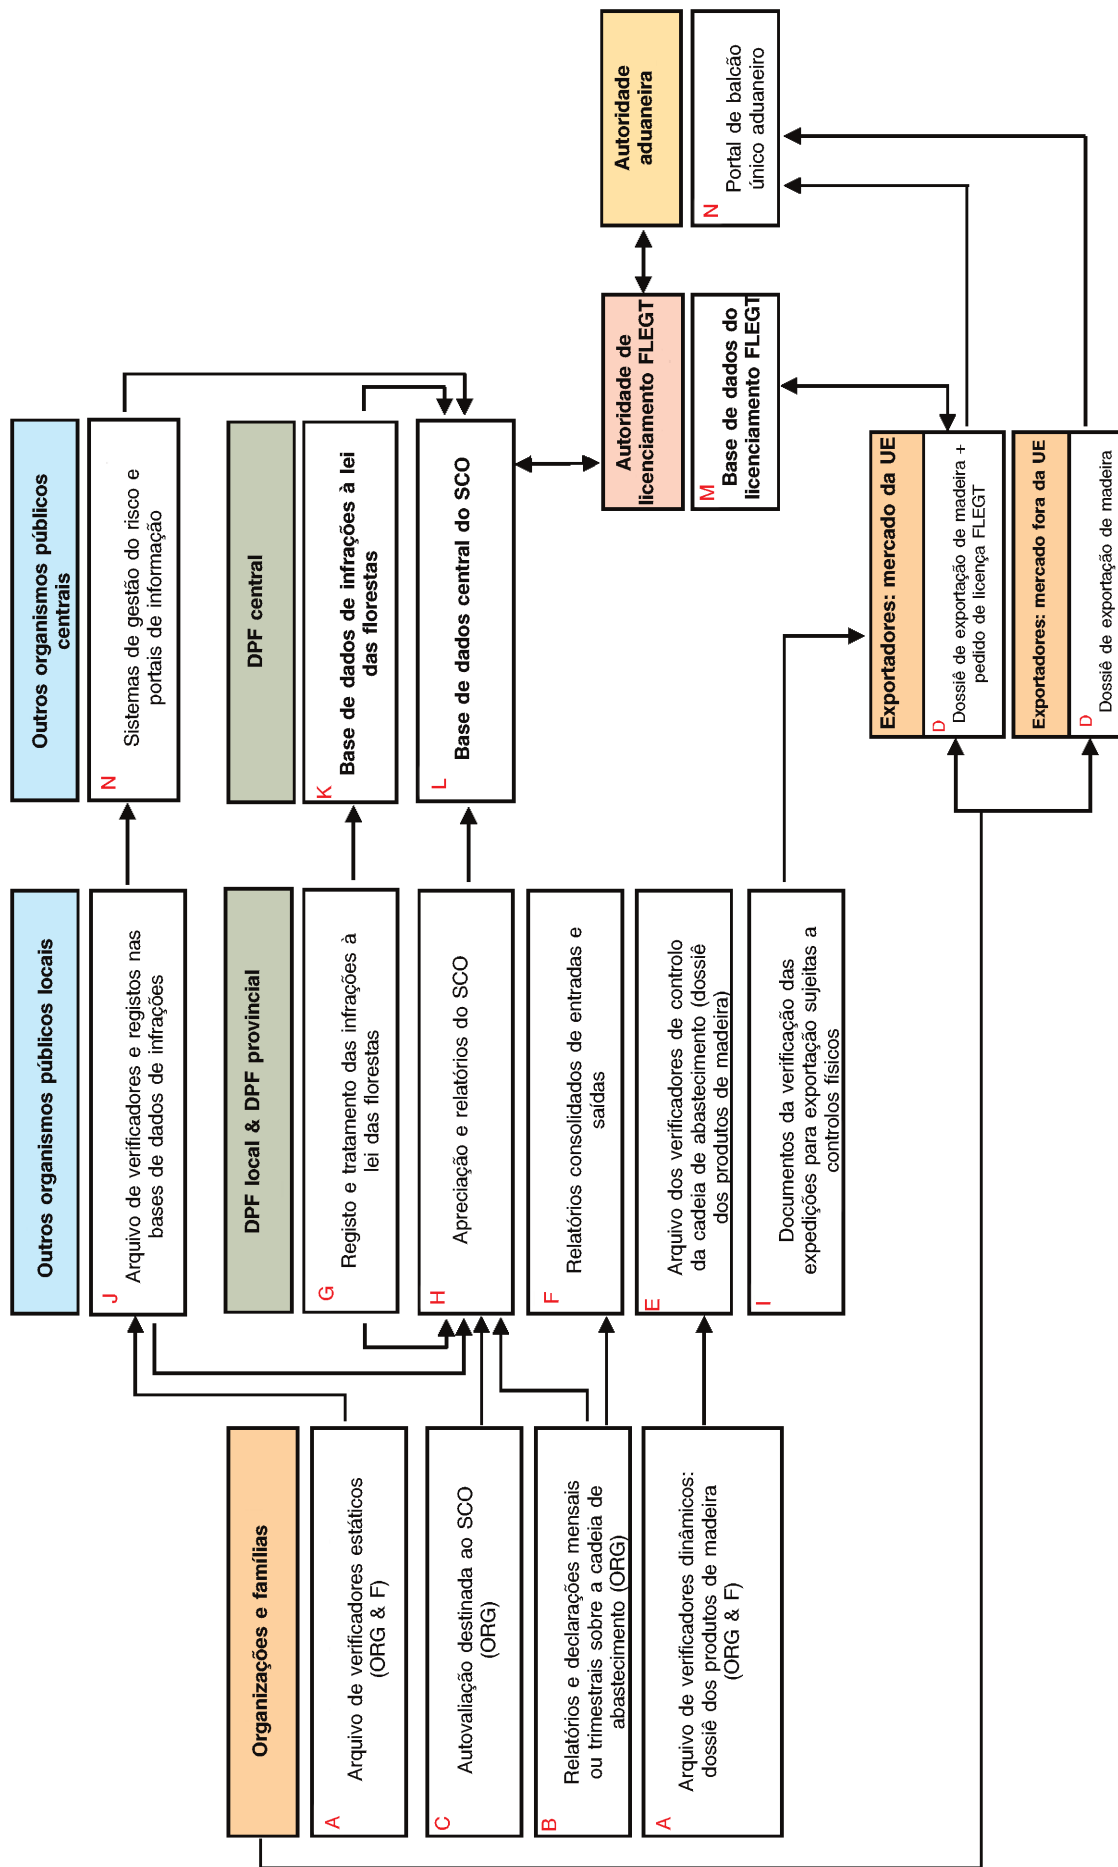 Organizações e famílias
A
Arquivo de verificadores estáticos
(ORG & F)
C
Autovaliação destinada ao SCO
(ORG)
B
Relatórios e declarações mensais
ou trimestrais sobre a cadeia de
abastecimento (ORG)
A
Arquivo de verificadores dinâmicos:
dossiê dos produtos de madeira
(ORG & F)
Outros organismos públicos locais
J
Arquivo de verificadores e registos nas
bases de dados de infrações
DPF local & DPF provincial
G
Registo e tratamento das infrações à
lei das florestas
H
Apreciação e relatórios do SCO
F
Relatórios consolidados de entradas e
saídas
E
Arquivo dos verificadores de controlo
da cadeia de abastecimento (dossiê
dos produtos de madeira)
I
Documentos da verificação das
expedições para exportação sujeitas a
controlos físicos
Outros organismos públicos
centrais
N
Sistemas de gestão do risco e
portais de informação
DPF central
K
Base de dados de infrações à lei
das florestas
L
Base de dados central do SCO
Autoridade de
licenciamento FLEGT
M
Base de dados do
licenciamento FLEGT
Autoridade
aduaneira
N
Portal de balcão
único aduaneiro
Exportadores: mercado da UE
D
Dossiê de exportação de madeira +
pedido de licença FLEGT
Exportadores: mercado fora da UE
D
Dossiê de exportação de madeira